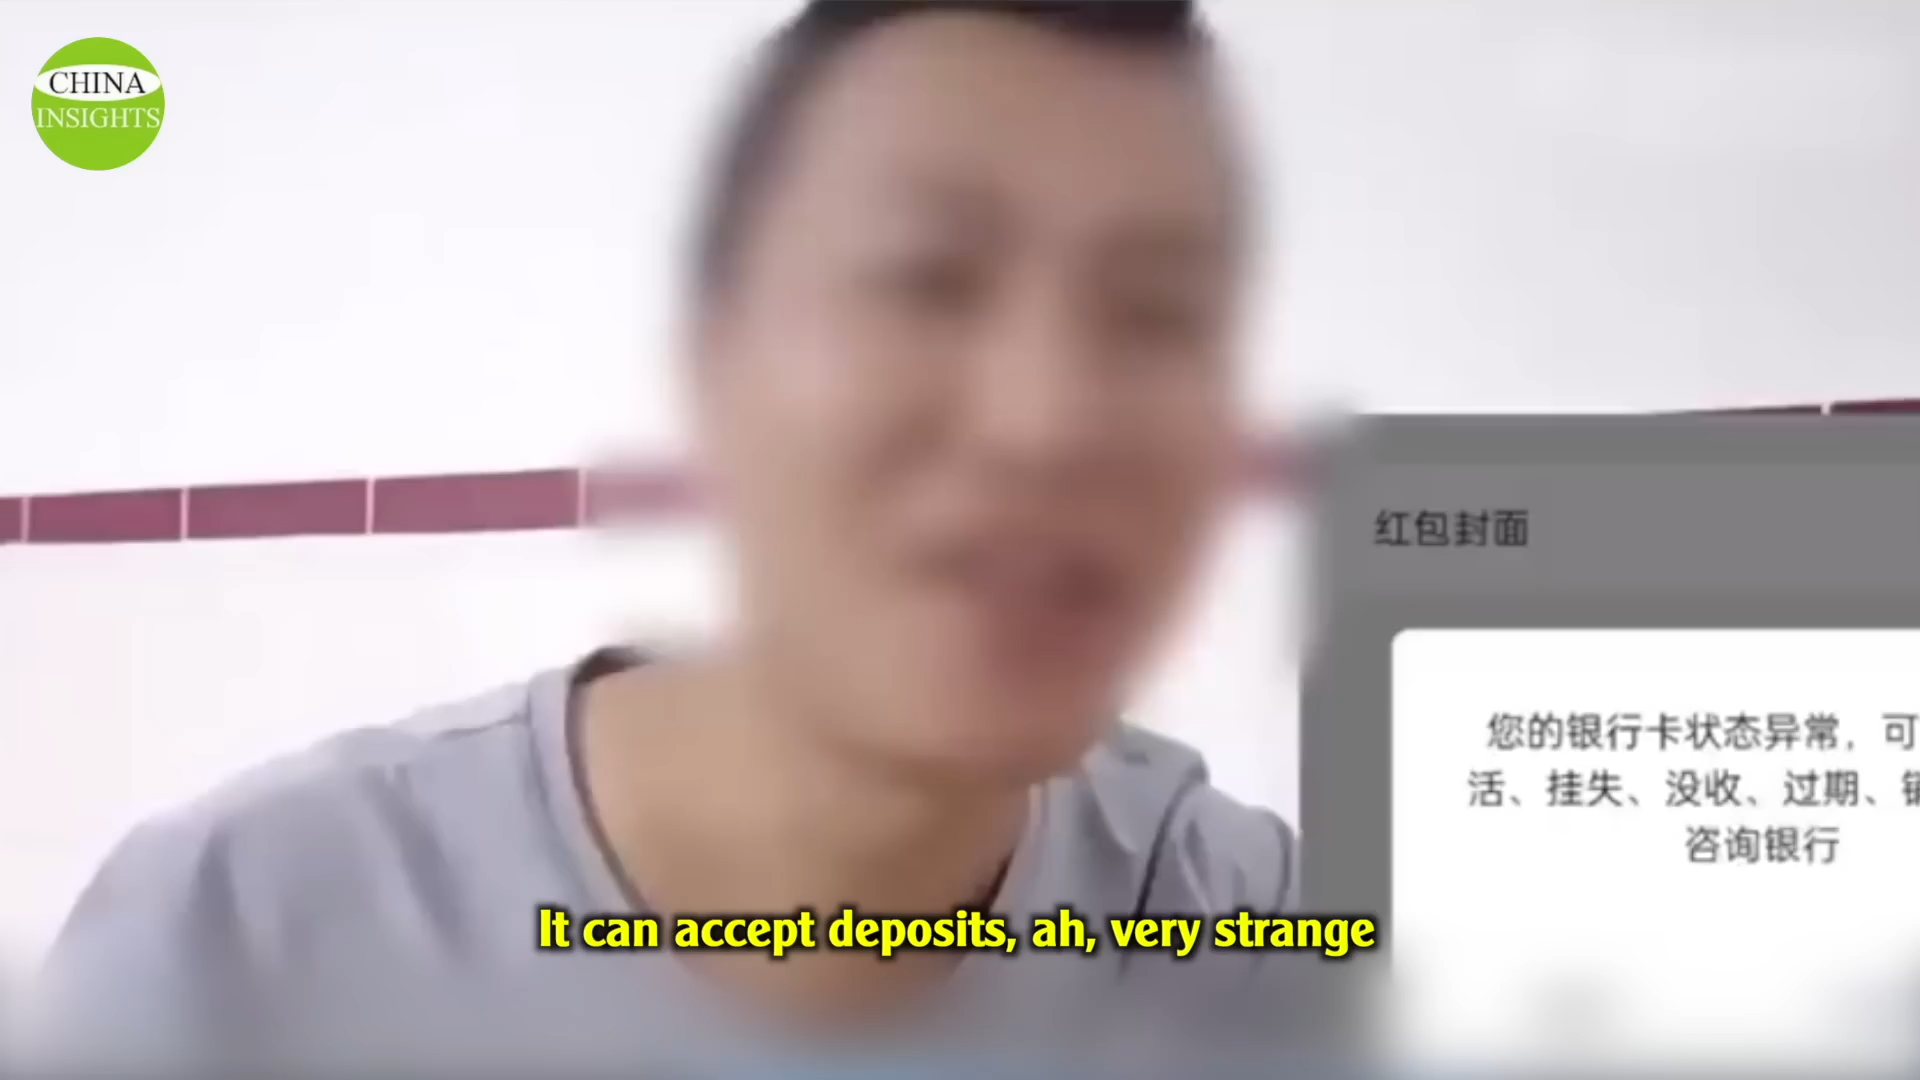 CHINA
INSIGHTS
红包封面
您的银行卡状态异常，可
活、挂失、没收、过期、销
咨询银行
It can accept deposits, ah, very strange